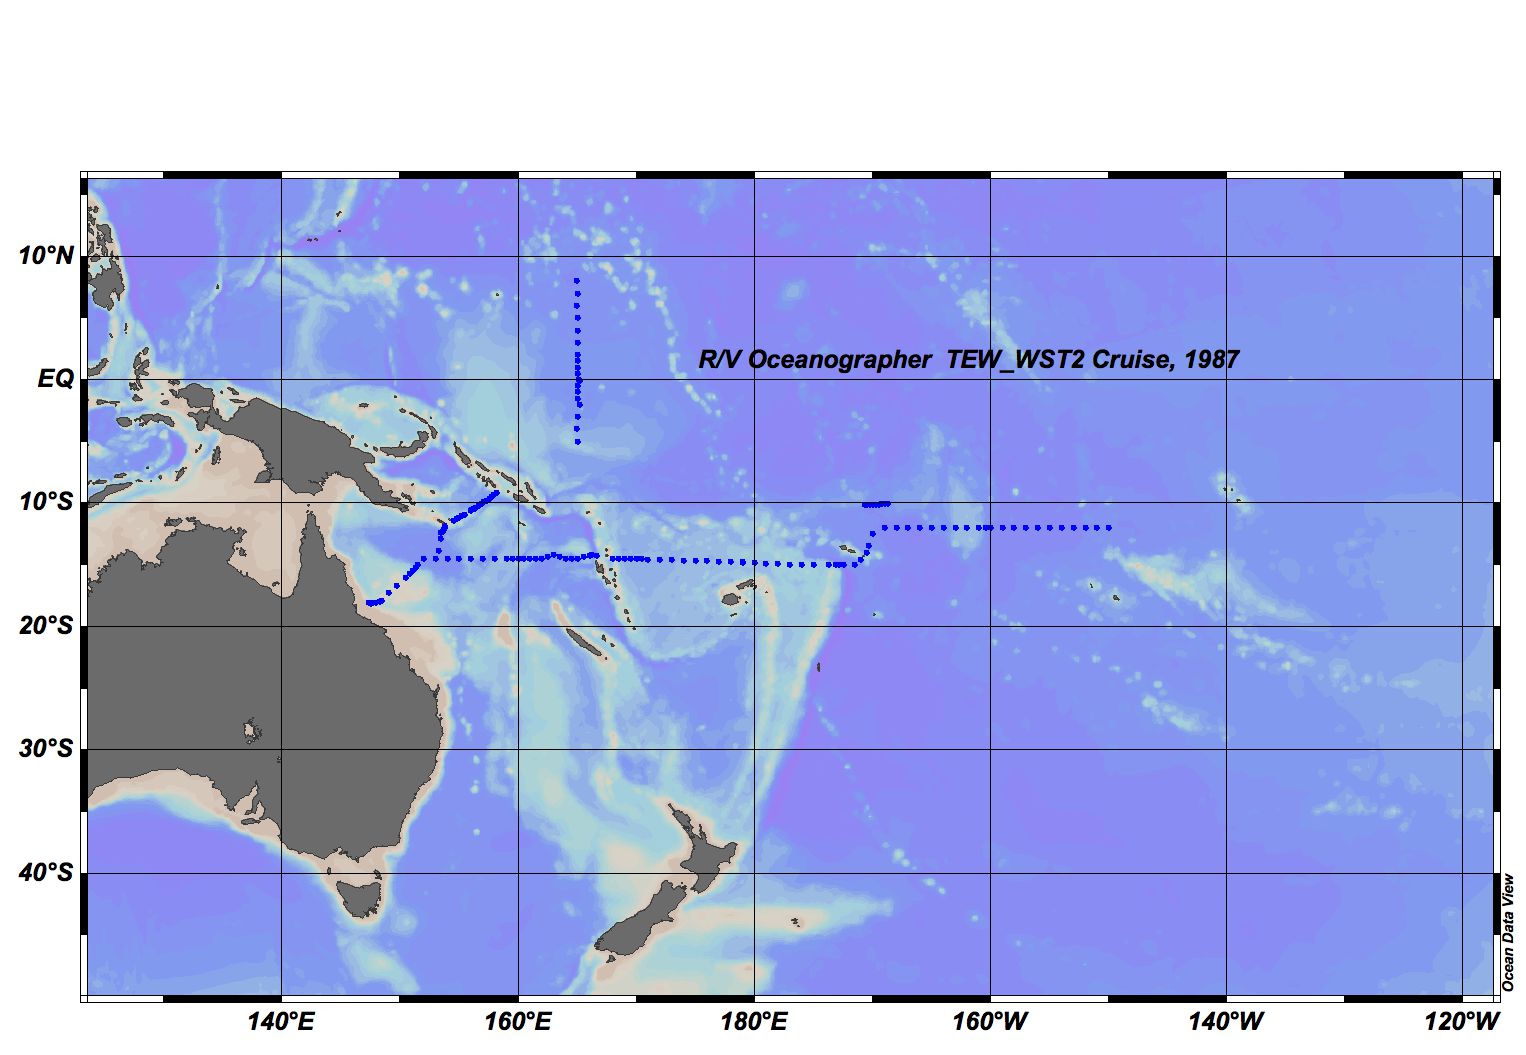 10°N
R/V Oceanographer  TEW_WST2 Cruise, 1987
EQ
10°S
20°S
30°S
40°S
Ocean Data View
140°E
160°E
180°E
160°W
140°W
120°W